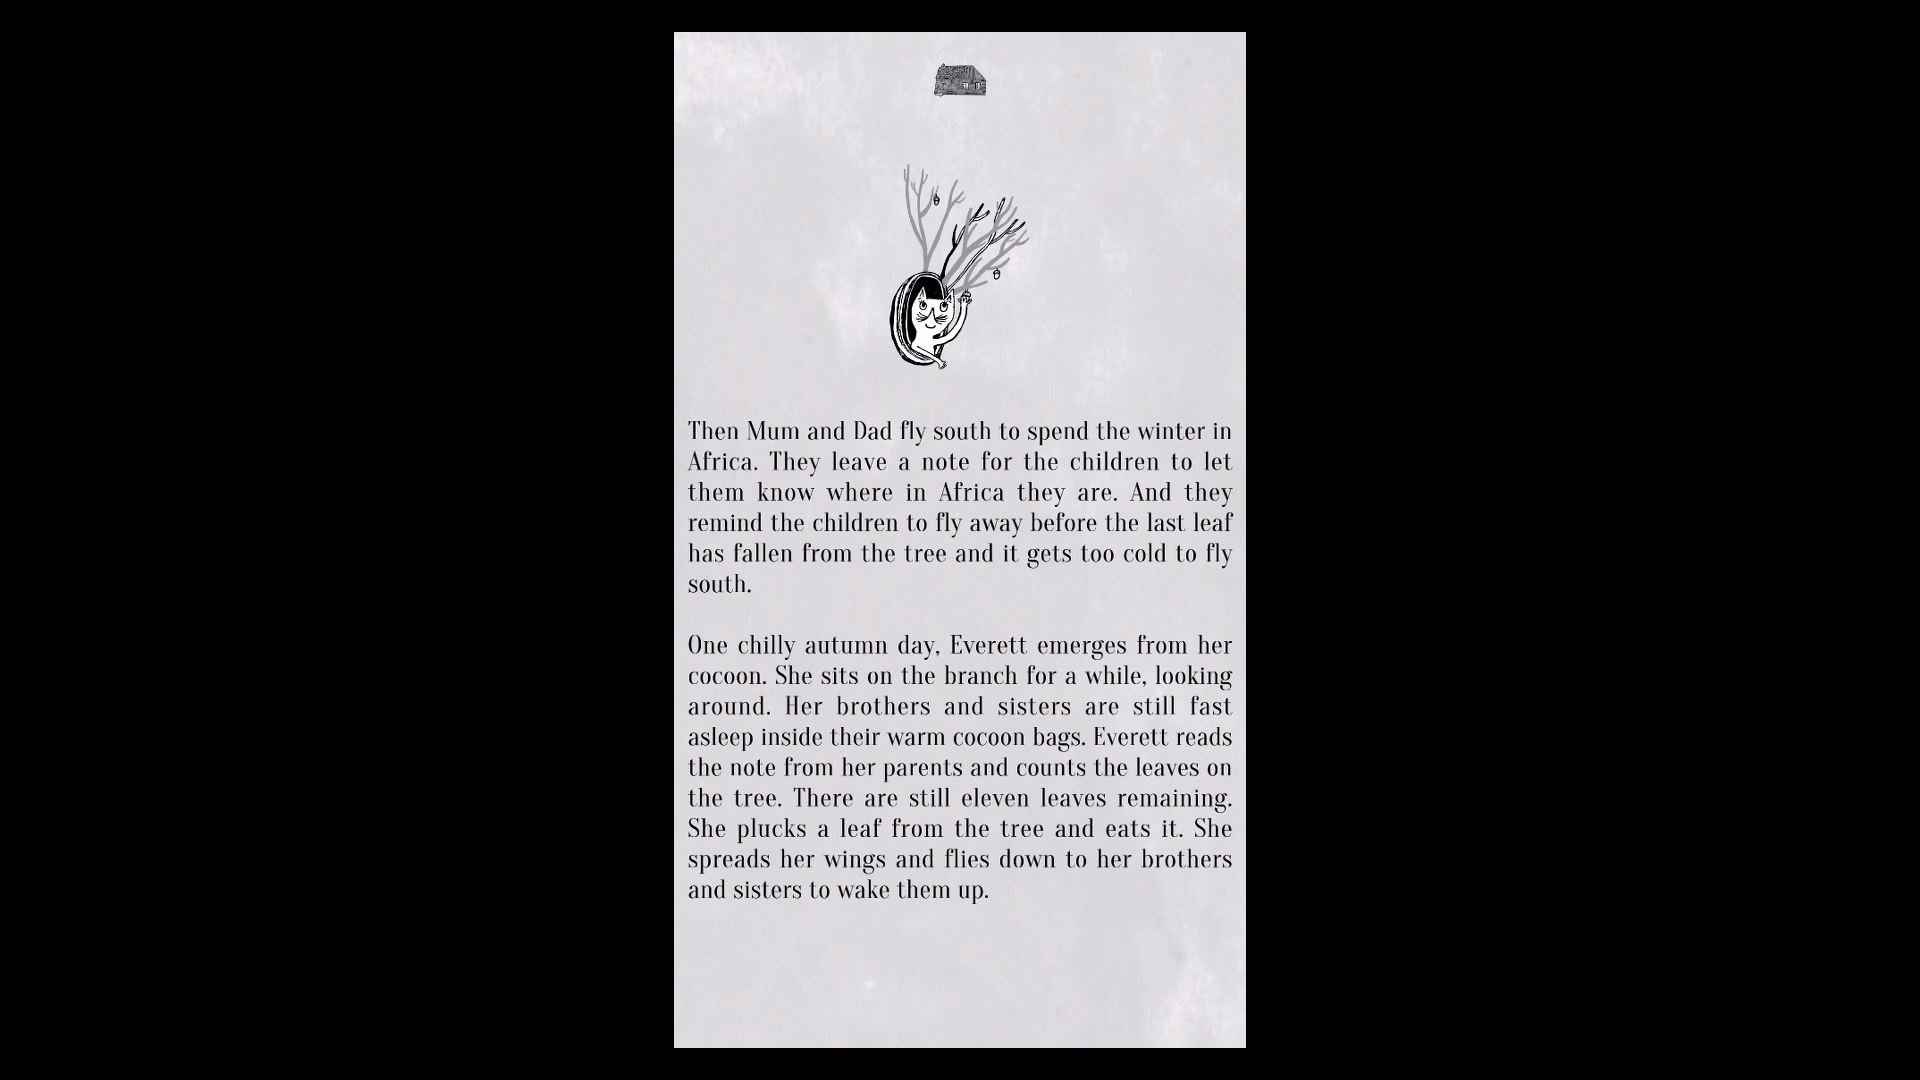 Then Mum and Dad fly south to spend the winter in
Africa. They leave a note for the children to let
them know where in Africa they are. And they
remind the children to fly away before the last leaf
has fallen from the tree and it gets too cold to fly
south.
One chilly autumn day, Everett emerges from her
cocoon. She sits on the branch for a while, looking
around. Her brothers and sisters are still fast
asleep inside their warm cocoon bags. Everett reads
the note from her parents and counts the leaves on
the tree. There are still eleven leaves remaining.
She plucks a leaf from the tree and eats it. She
spreads her wings and flies down to her brothers
and sisters to wake them up.